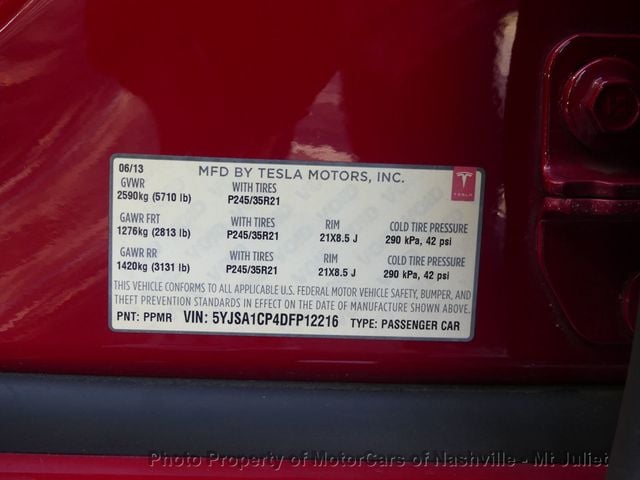 06/13 MFD BY TESLA MOTORS, INC.
GVWR WITH TIRES
2590kg (5710 lb) P245/35R21
TESLA
GAWR FRT WITH TIRES RIM COLD TIRE PRESSURE
1276kg (2813 lb) P245/35R21 21X8.5 J 290 kPa, 42 psi
GAWR RR WITH TIRES RIM COLD TIRE PRESSURE
1420kg (3131 lb) P245/35R21 21X8.5 J 290 kPa, 42 psi
THIS VEHICLE CONFORMS TO ALL APPLICABLE U.S. FEDERAL MOTOR VEHICLE SAFETY, BUMPER, AND
THEFT PREVENTION STANDARDS IN EFFECT ON THE DATE OF MANUFACTURE SHOWN ABOVE.
PNT: PPMR VIN: 5YJSA1CP4DFP12216 TYPE: PASSENGER CAR
Photo Property of MotorCars of Nashville - Mt Juliet